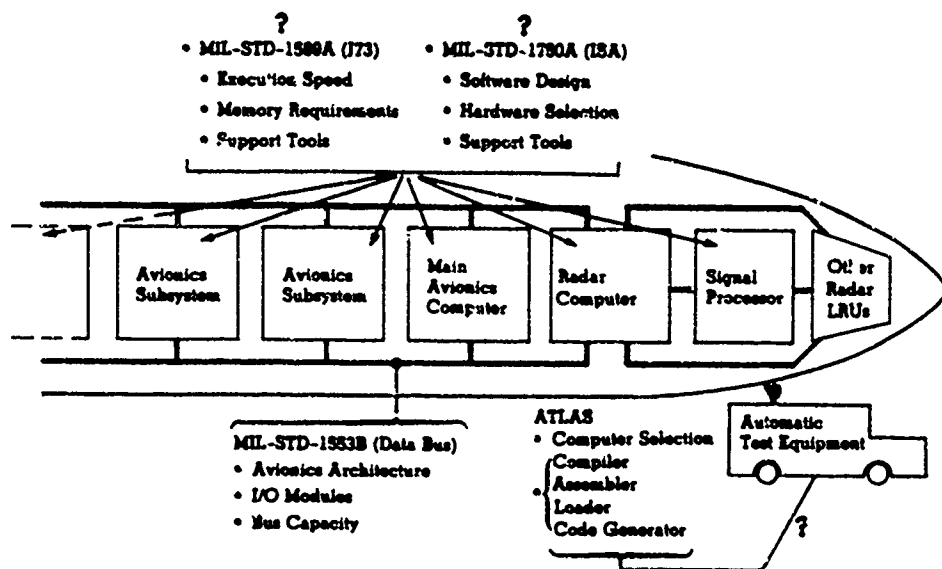 ?
• MIL-STD-1589A (J73)
• Execution Speed
• Memory Requirements
• Support Tools
?
• MIL-STD-1750A (ISA)
• Software Design
• Hardware Selection
• Support Tools
Avionics
Subsystem
Avionics
Subsystem
Main
Avionics
Computer
Radar
Computer
Signal
Processor
Other
Radar
LRUs
MIL-STD-1553B (Data Bus)
• Avionics Architecture
• I/O Modules
• Bus Capacity
ATLAS
• Computer Selection
• Compiler
Assembler
Loader
Code Generator
Automatic
Test Equipment
?